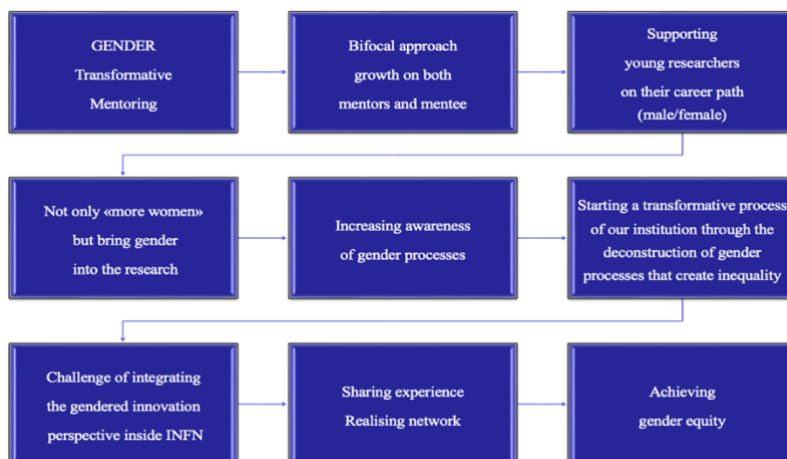 GENDER
Transformative
Mentoring
Bifocal approach
growth on both
mentors and mentee
Supporting
young researchers
on their career path
(male/female)
Not only «more women»
but bring gender
into the research
Increasing awareness
of gender processes
Starting a transformative process
of our institution through the
deconstruction of gender
processes that create inequality
Challenge of integrating
the gendered innovation
perspective inside INFN
Sharing experience
Realising network
Achieving
gender equity